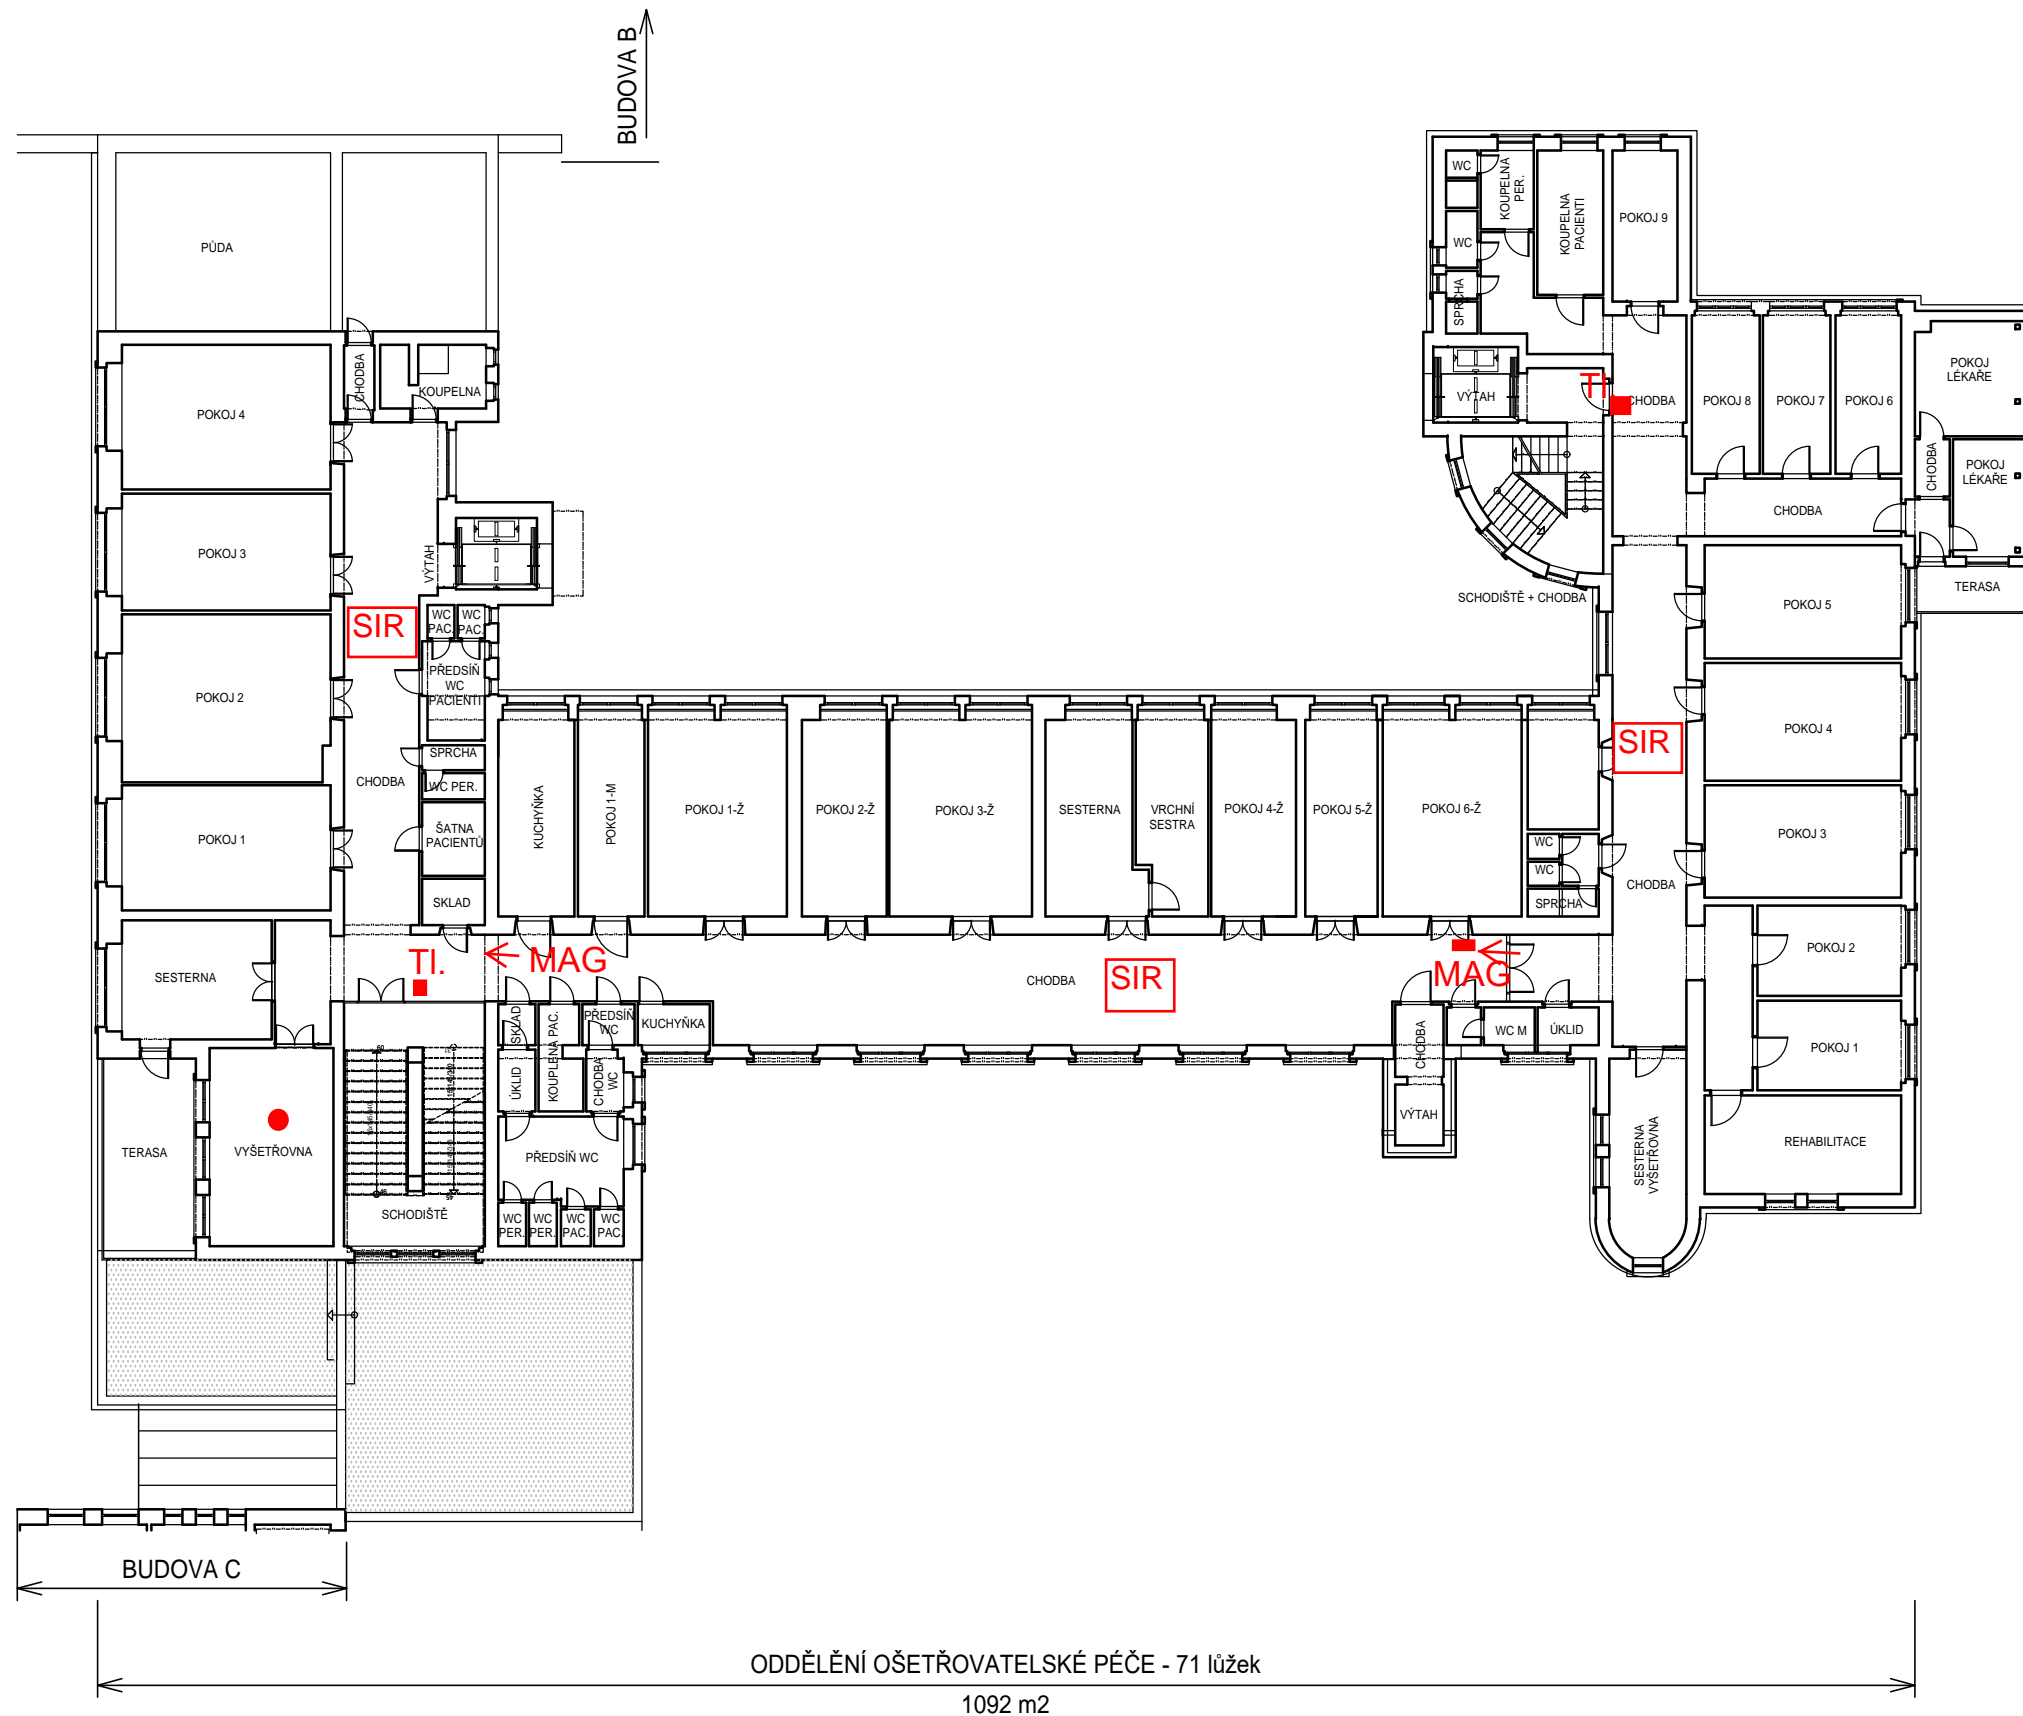 BUDOVA B
PŮDA
POKOJ 4
CHODBA
KOUPELNA
POKOJ 3
VÝTAH
SIR
WC
PAC.
WC
PAC.
PŘEDSÍŇ
WC
PACIENTI
POKOJ 2
SPRCHA
WC PER.
CHODBA
ŠATNA
PACIENTŮ
POKOJ 1
SKLAD
SESTERNA
TI.
MAG
TERASA
VYŠETŘOVNA
SCHODIŠTĚ
KUCHYŇKA
POKOJ 1-M
POKOJ 1-Ž
POKOJ 2-Ž
POKOJ 3-Ž
SESTERNA
VRCHNÍ
SESTRA
POKOJ 4-Ž
POKOJ 5-Ž
POKOJ 6-Ž
CHODBA
SIR
MAG
SKLAD
KOUPLENA PAC.
PŘEDSÍŇ
WC
KUCHYŇKA
ÚKLID
CHODBA
WC
PŘEDSÍŇ WC
WC
PER.
WC
PER.
WC
PAC.
WC
PAC.
CHODBA
VÝTAH
WC M
ÚKLID
WC
WC
SPRCHA
KOUPELNA
PER.
KOUPELNA
PACIENTI
POKOJ 9
WC
WC
SPRCHA
VÝTAH
TI.
CHODBA
POKOJ 8
POKOJ 7
POKOJ 6
POKOJ
LÉKAŘE
CHODBA
POKOJ
LÉKAŘE
CHODBA
TERASA
SCHODIŠTĚ + CHODBA
POKOJ 5
SIR
POKOJ 4
POKOJ 3
CHODBA
POKOJ 2
POKOJ 1
SESTERNA
VYŠETŘOVNA
REHABILITACE
BUDOVA C
ODDĚLĚNÍ OŠETŘOVATELSKÉ PÉČE - 71 lůžek
1092 m2